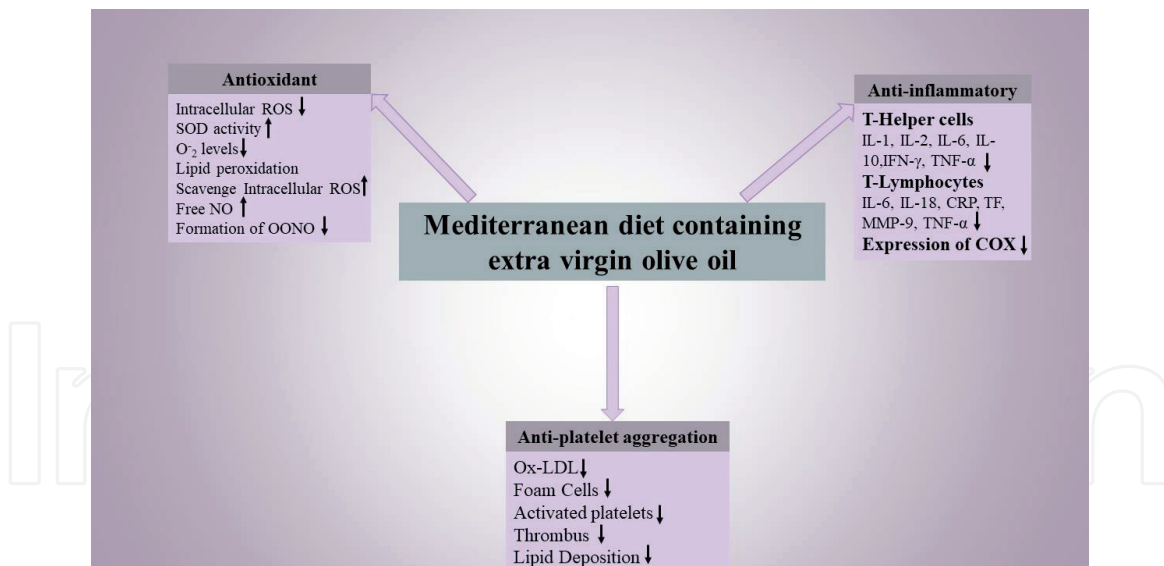 Antioxidant
Intracellular ROS ↓
SOD activity ↑
O⁻₂ levels ↓
Lipid peroxidation
Scavenge Intracellular ROS ↑
Free NO ↑
Formation of OONO ↓
Anti-inflammatory
T-Helper cells
IL-1, IL-2, IL-6, IL-
10,IFN-γ, TNF-α ↓
T-Lymphocytes
IL-6, IL-18, CRP, TF,
MMP-9, TNF-α ↓
Expression of COX ↓
Mediterranean diet containing
extra virgin olive oil
Anti-platelet aggregation
Ox-LDL ↓
Foam Cells ↓
Activated platelets ↓
Thrombus ↓
Lipid Deposition ↓